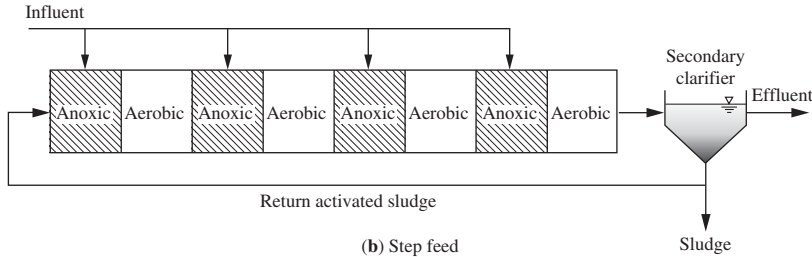 Influent
Secondary
clarifier
Anoxic Aerobic Anoxic Aerobic Anoxic Aerobic Anoxic Aerobic
Effluent
Return activated sludge
Sludge
(b) Step feed